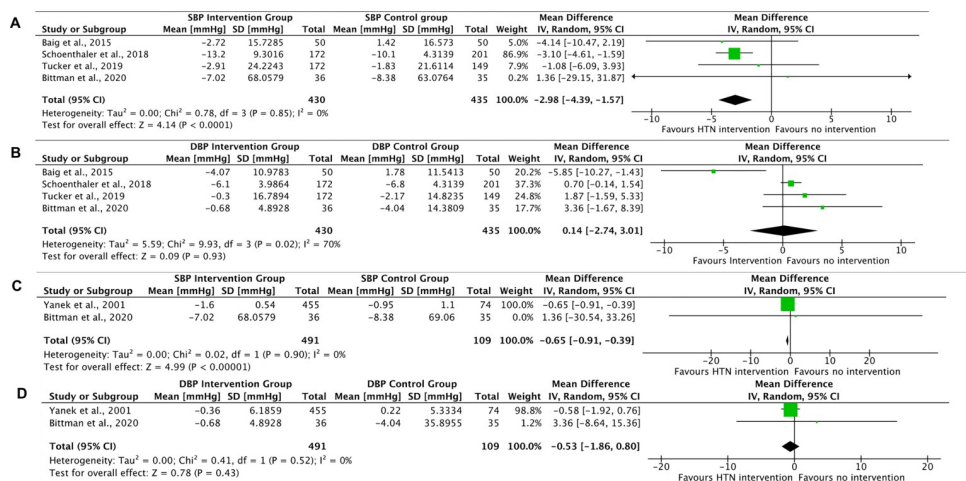 A
SBP Intervention Group SBP Control group Mean Difference Mean Difference
Study or Subgroup Mean [mmHg] SD [mmHg] Total Mean [mmHg] SD [mmHg] Total Weight IV, Random, 95% CI IV, Random, 95% CI
Baig et al., 2015 −2.72 15.7285 50 1.42 16.573 50 5.0% −4.14 [−10.47, 2.19]
Schoenthaler et al., 2018 −13.2 9.3016 172 −10.1 4.3139 201 86.9% −3.10 [−4.61, −1.59]
Tucker et al., 2019 −2.91 24.2243 172 −1.83 21.6114 149 7.9% −1.08 [−6.09, 3.93]
Bittman et al., 2020 −7.02 68.0579 36 −8.38 63.0764 35 0.2% 1.36 [−29.15, 31.87]
Total (95% CI) 430 435 100.0% −2.98 [−4.39, −1.57]
Heterogeneity: Tau² = 0.00; Chi² = 0.78, df = 3 (P = 0.85); I² = 0%
Test for overall effect: Z = 4.14 (P < 0.0001)
−10 −5 0 5 10
Favours HTN intervention Favours no intervention
B
DBP Intervention Group DBP Control Group Mean Difference Mean Difference
Study or Subgroup Mean [mmHg] SD [mmHg] Total Mean [mmHg] SD [mmHg] Total Weight IV, Random, 95% CI IV, Random, 95% CI
Baig et al., 2015 −4.07 10.9783 50 1.78 11.5413 50 20.2% −5.85 [−10.27, −1.43]
Schoenthaler et al., 2018 −6.1 3.9864 172 −6.8 4.3139 201 37.3% 0.70 [−0.14, 1.54]
Tucker et al., 2019 −0.3 16.7894 172 −2.17 14.8235 149 24.8% 1.87 [−1.59, 5.33]
Bittman et al., 2020 −0.68 4.8928 36 −4.04 14.3809 35 17.7% 3.36 [−1.67, 8.39]
Total (95% CI) 430 435 100.0% 0.14 [−2.74, 3.01]
Heterogeneity: Tau² = 5.59; Chi² = 9.93, df = 3 (P = 0.02); I² = 70%
Test for overall effect: Z = 0.09 (P = 0.93)
−10 −5 0 5 10
Favours Intervention Favours no intervention
C
SBP Intervention Group SBP Control Group Mean Difference Mean Difference
Study or Subgroup Mean [mmHg] SD [mmHg] Total Mean [mmHg] SD [mmHg] Total Weight IV, Random, 95% CI IV, Random, 95% CI
Yanek et al., 2001 −1.6 0.54 455 −0.95 1.1 74 100.0% −0.65 [−0.91, −0.39]
Bittman et al., 2020 −7.02 68.0579 36 −8.38 69.06 35 0.0% 1.36 [−30.54, 33.26]
Total (95% CI) 491 109 100.0% −0.65 [−0.91, −0.39]
Heterogeneity: Tau² = 0.00; Chi² = 0.02, df = 1 (P = 0.90); I² = 0%
Test for overall effect: Z = 4.99 (P < 0.00001)
−20 −10 0 10 20
Favours HTN intervention Favours no intervention
D
DBP Intervention Group DBP Control Group Mean Difference Mean Difference
Study or Subgroup Mean [mmHg] SD [mmHg] Total Mean [mmHg] SD [mmHg] Total Weight IV, Random, 95% CI IV, Random, 95% CI
Yanek et al., 2001 −0.36 6.1859 455 0.22 5.3334 74 98.8% −0.58 [−1.92, 0.76]
Bittman et al., 2020 −0.68 4.8928 36 −4.04 35.8955 35 1.2% 3.36 [−8.64, 15.36]
Total (95% CI) 491 109 100.0% −0.53 [−1.86, 0.80]
Heterogeneity: Tau² = 0.00; Chi² = 0.41, df = 1 (P = 0.52); I² = 0%
Test for overall effect: Z = 0.78 (P = 0.43)
−20 −10 0 10 20
Favours HTN intervention Favours no intervention